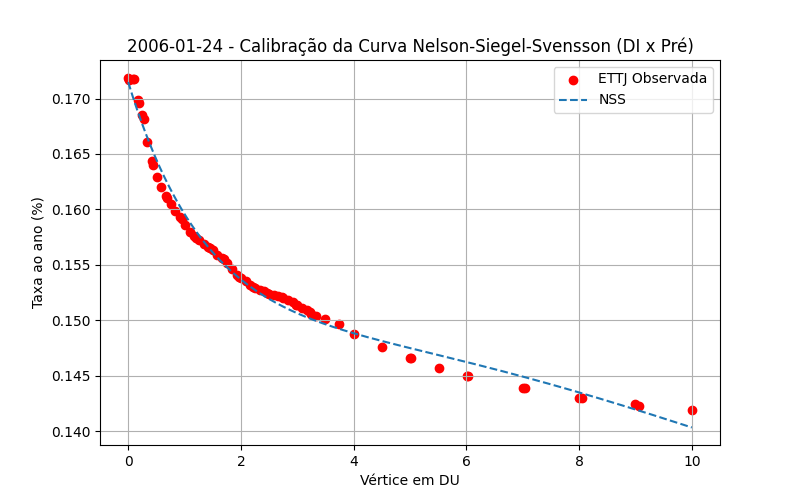 2006-01-24 - Calibração da Curva Nelson-Siegel-Svensson (DI x Pré)
ETTJ Observada
NSS
Taxa ao ano (%)
0.170
0.165
0.160
0.155
0.150
0.145
0.140
0 2 4 6 8 10
Vértice em DU